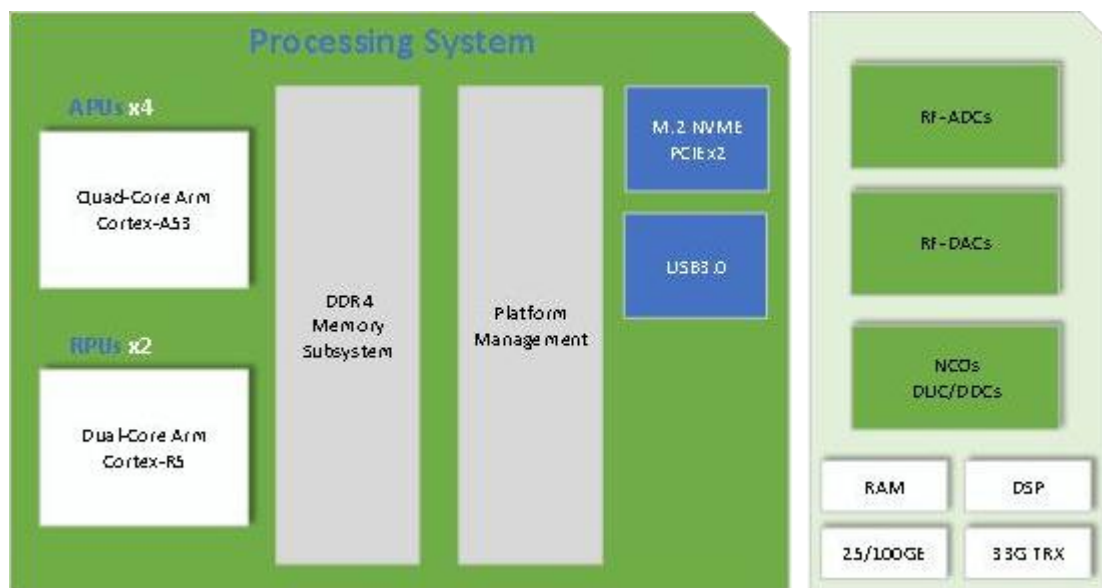 Processing System
APUs x4
Quad-Core Arm
Cortex-A53
RPUs x2
Dual-Core Arm
Cortex-R5
DDR4
Memory
Subsystem
Platform
Management
M.2 NVME
PCIEx2
USB3.0
RF-ADCs
RF-DACs
NCOs
DUC/DDCs
RAM
DSP
25/100GE
33G TRX